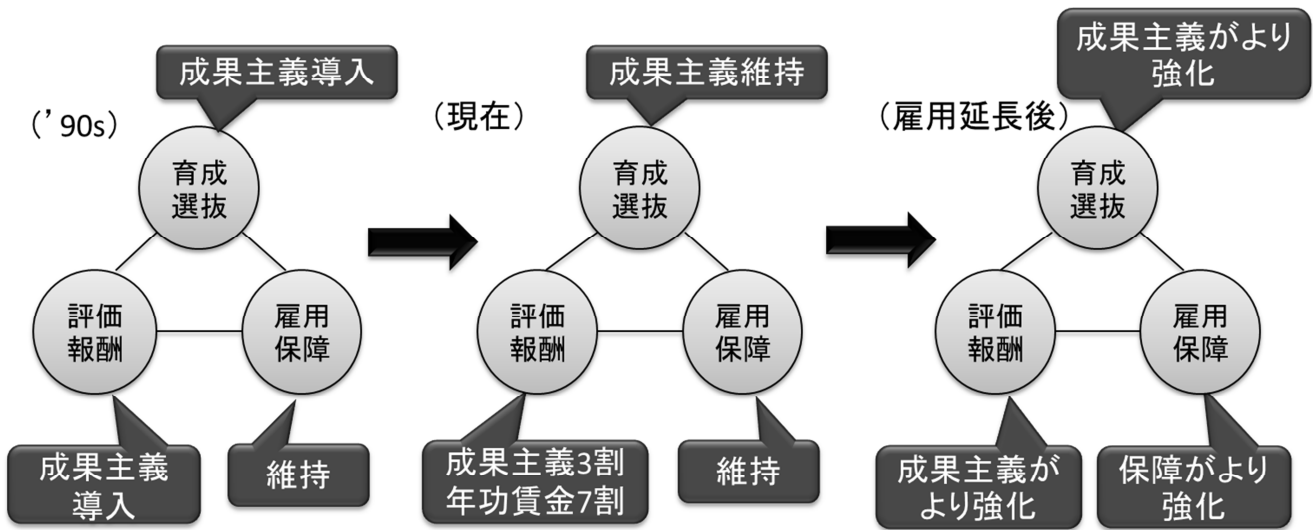 (’90s)
成果主義導入
育成
選抜
評価
報酬
雇用
保障
成果主義
導入
維持
（現在）
成果主義維持
育成
選抜
評価
報酬
雇用
保障
成果主義3割
年功賃金7割
維持
（雇用延長後）
成果主義がより
強化
育成
選抜
評価
報酬
雇用
保障
成果主義が
より強化
保障がより
強化